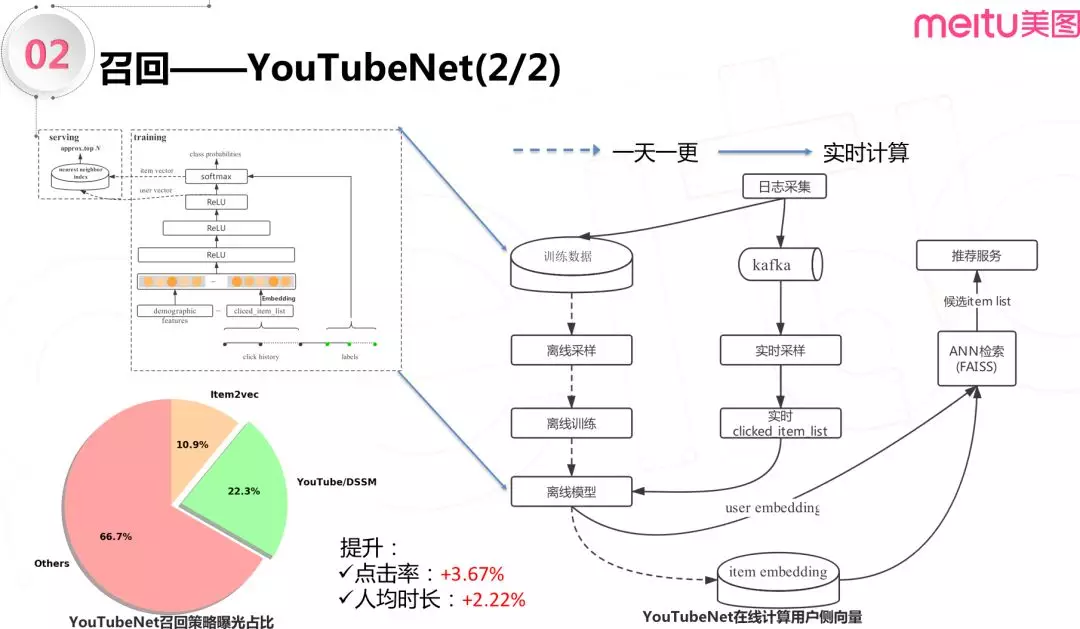 02
召回——YouTubeNet(2/2)
meitu美图
serving
approx.top N
nearest neighbor
index
training
class probabilities
softmax
item vector
user vector
ReLU
ReLU
ReLU
Embedding
demographic
features
cliced_item_list
click history
labels
一天一更
实时计算
日志采集
训练数据
kafka
推荐服务
候选item list
离线采样
实时采样
ANN检索
(FAISS)
离线训练
实时
clicked_item_list
离线模型
user embedding
item embedding
YouTubeNet在线计算用户侧向量
Item2vec
10.9%
YouTube/DSSM
22.3%
66.7%
Others
YouTubeNet召回策略曝光占比
提升：
✓点击率：+3.67%
✓人均时长：+2.22%